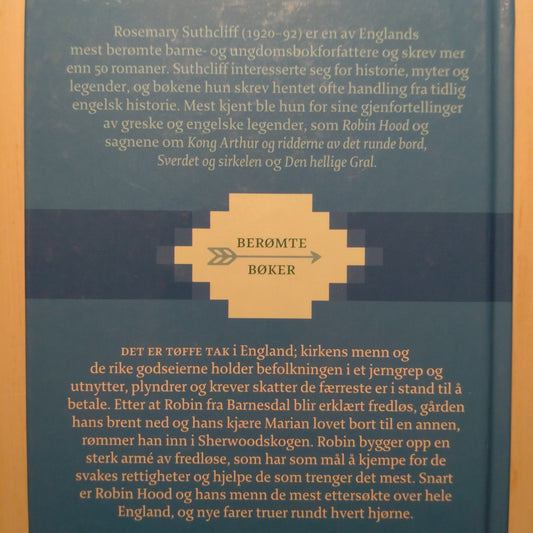 Rosemary Suthcliff (1920–92) er en av Englands
mest berømte barne- og ungdomsbokforfattere og skrev mer
enn 50 romaner. Suthcliff interesserte seg for historie, myter og
legender, og bøkene hun skrev hentet ofte handling fra tidlig
engelsk historie. Mest kjent ble hun for sine gjenfortellinger
av greske og engelske legender, som Robin Hood og
sagnene om Kong Arthur og ridderne av det runde bord,
Sverdet og sirkelen og Den hellige Gral.
BERØMTE
BØKER
DET ER TØFFE TAK i England; kirkens menn og
de rike godseierne holder befolkningen i et jerngrep og
utnytter, plyndrer og krever skatter de færreste er i stand til å
betale. Etter at Robin fra Barnesdal blir erklært fredløs, gården
hans brent ned og hans kjære Marian lovet bort til en annen,
rømmer han inn i Sherwoodskogen. Robin bygger opp en
sterk armé av fredløse, som har som mål å kjempe for de
svakes rettigheter og hjelpe de som trenger det mest. Snart
er Robin Hood og hans menn de mest ettersøkte over hele
England, og nye farer truer rundt hvert hjørne.